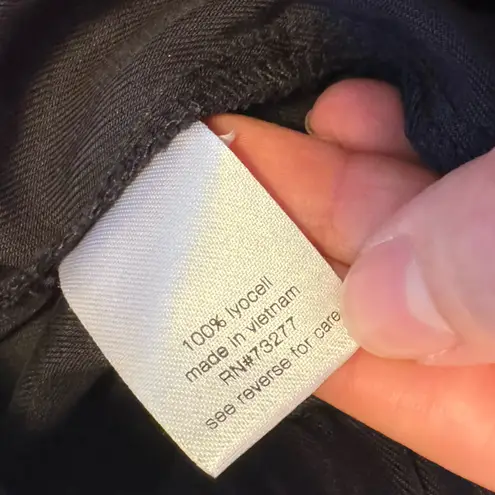 100% lyocell
made in vietnam
RN#73277
see reverse for care